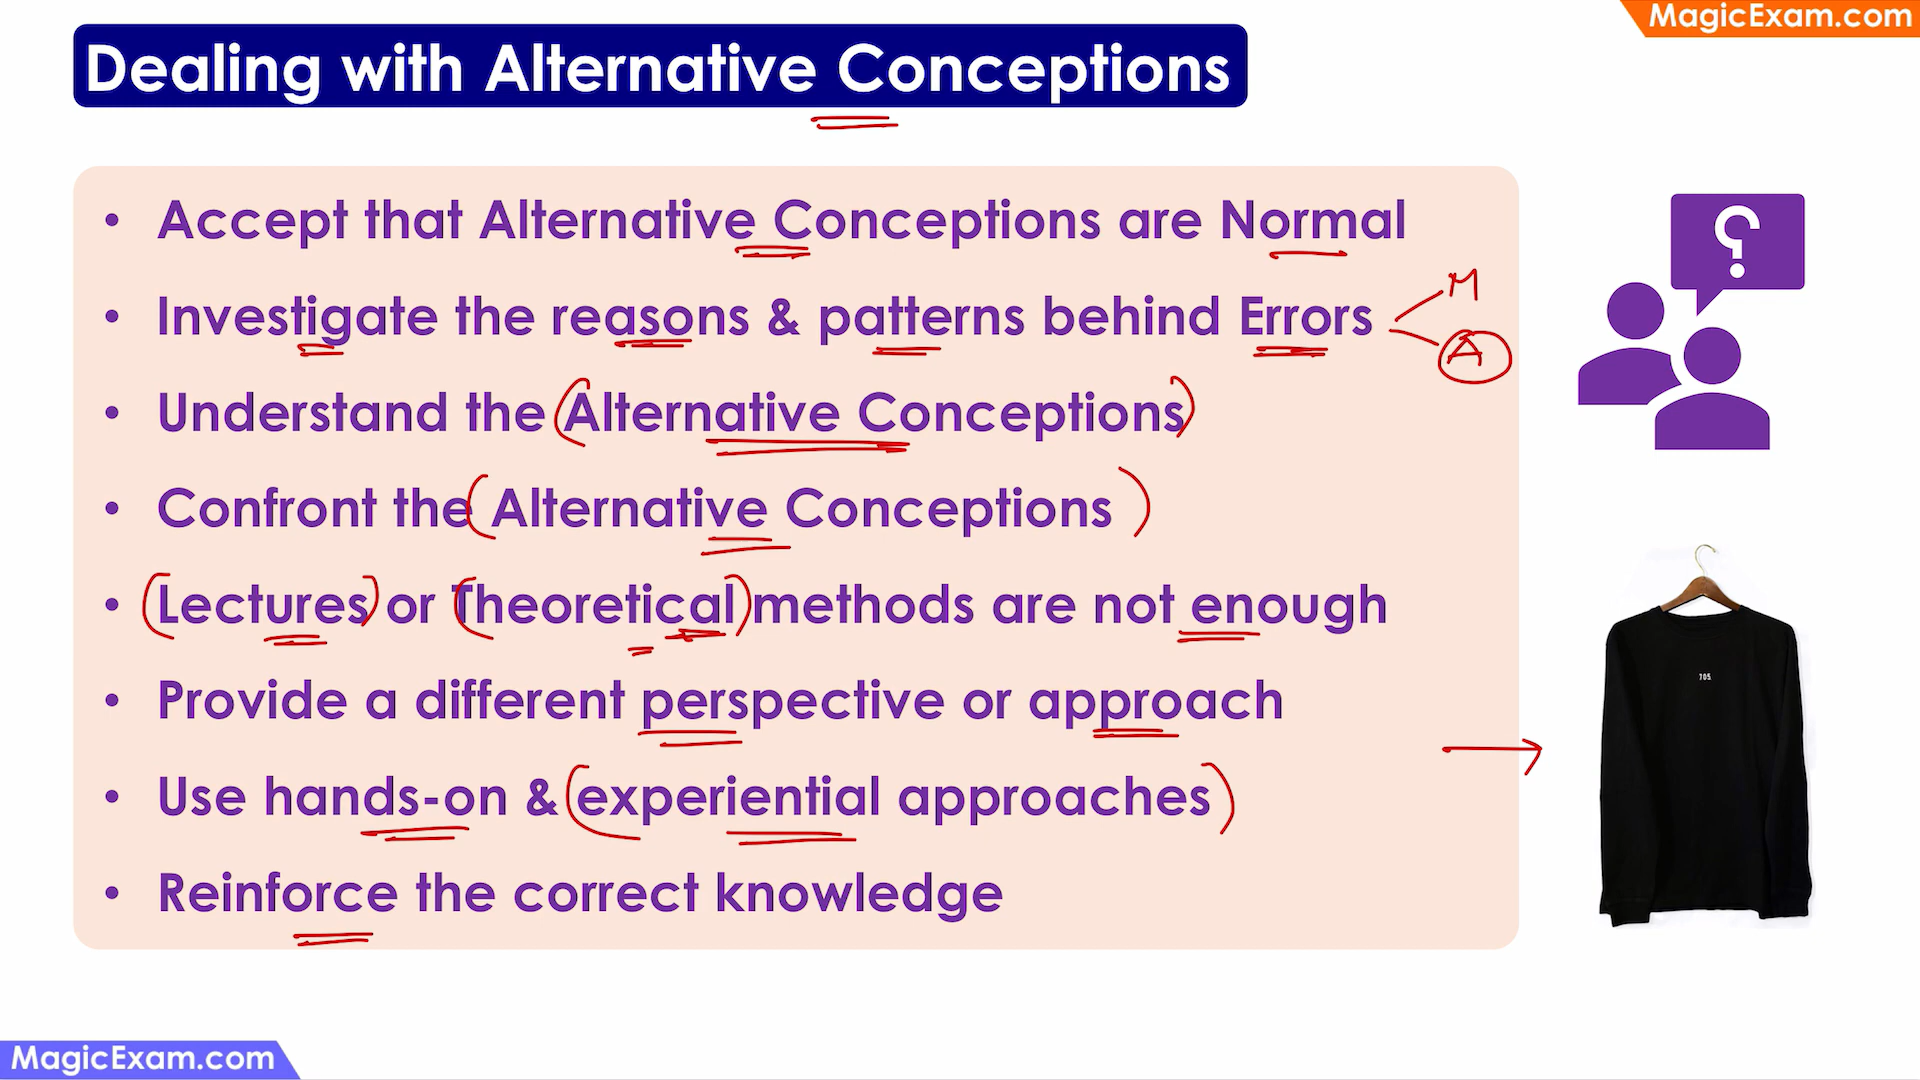 MagicExam.com
Dealing with Alternative Conceptions
• Accept that Alternative Conceptions are Normal
• Investigate the reasons & patterns behind Errors
M
A
• Understand the Alternative Conceptions
• Confront the Alternative Conceptions
• Lectures or Theoretical methods are not enough
• Provide a different perspective or approach
• Use hands-on & experiential approaches
• Reinforce the correct knowledge
MagicExam.com